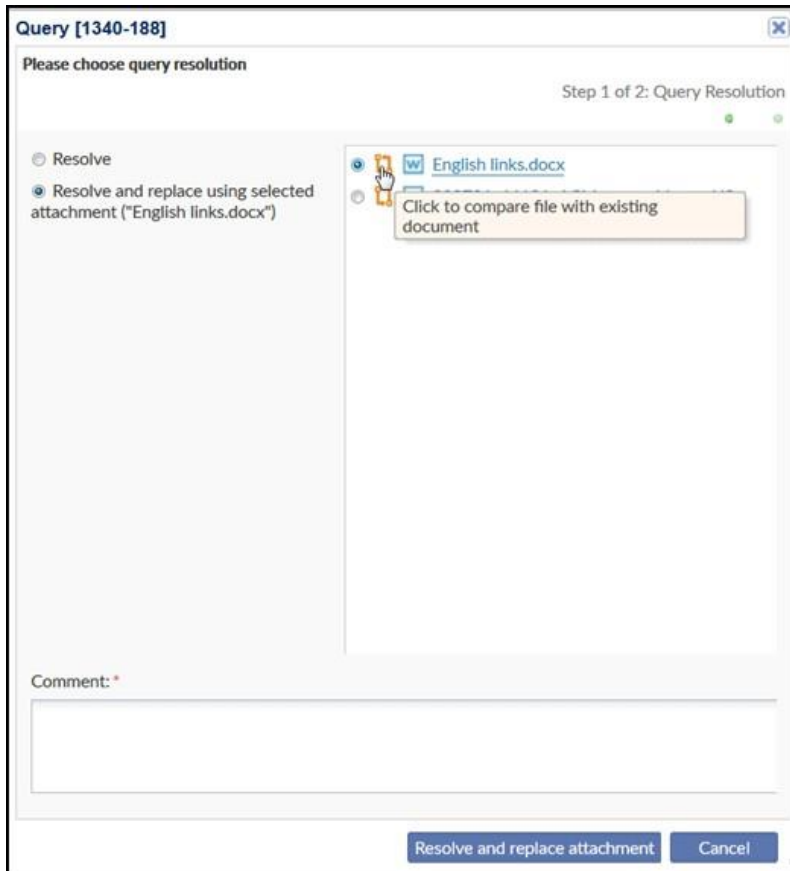 Query [1340-188]
Please choose query resolution
Step 1 of 2: Query Resolution
Resolve
Resolve and replace using selected
attachment ("English links.docx")
English links.docx
Click to compare file with existing
document
Comment: *
Resolve and replace attachment
Cancel